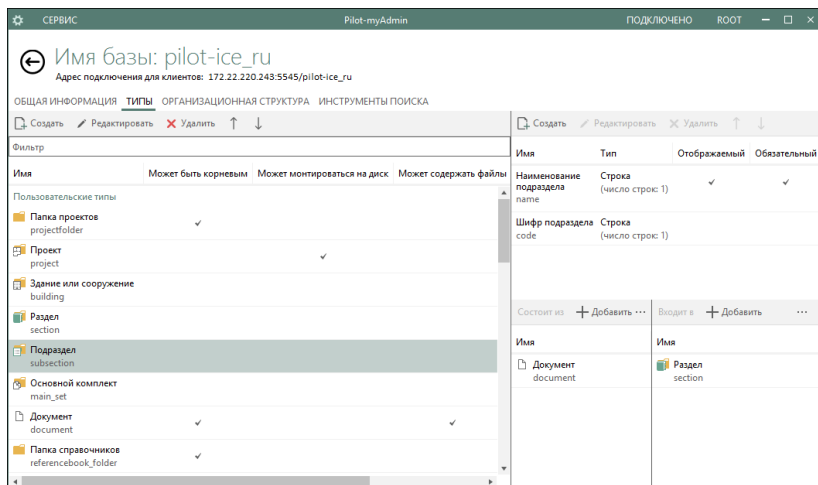 СЕРВИС Pilot-myAdmin ПОДКЛЮЧЕНО ROOT
Имя базы: pilot-ice_ru
Адрес подключения для клиентов: 172.22.220.243:5545/pilot-ice_ru
ОБЩАЯ ИНФОРМАЦИЯ ТИПЫ ОРГАНИЗАЦИОННАЯ СТРУКТУРА ИНСТРУМЕНТЫ ПОИСКА
Создать Редактировать Удалить
Фильтр
Имя Может быть корневым Может монтироваться на диск Может содержать файлы
Пользовательские типы
Папка проектов
projectfolder
Проект
project
Здание или сооружение
building
Раздел
section
Подраздел
subsection
Основной комплект
main_set
Документ
document
Папка справочников
referencebook_folder
Создать Редактировать Удалить
Имя Тип Отображаемый Обязательный
Наименование Строка
подраздела (число строк: 1)
name
Шифр подраздела Строка
code (число строк: 1)
Состоит из Добавить ...
Имя
Документ
document
Входит в Добавить ...
Имя
Раздел
section